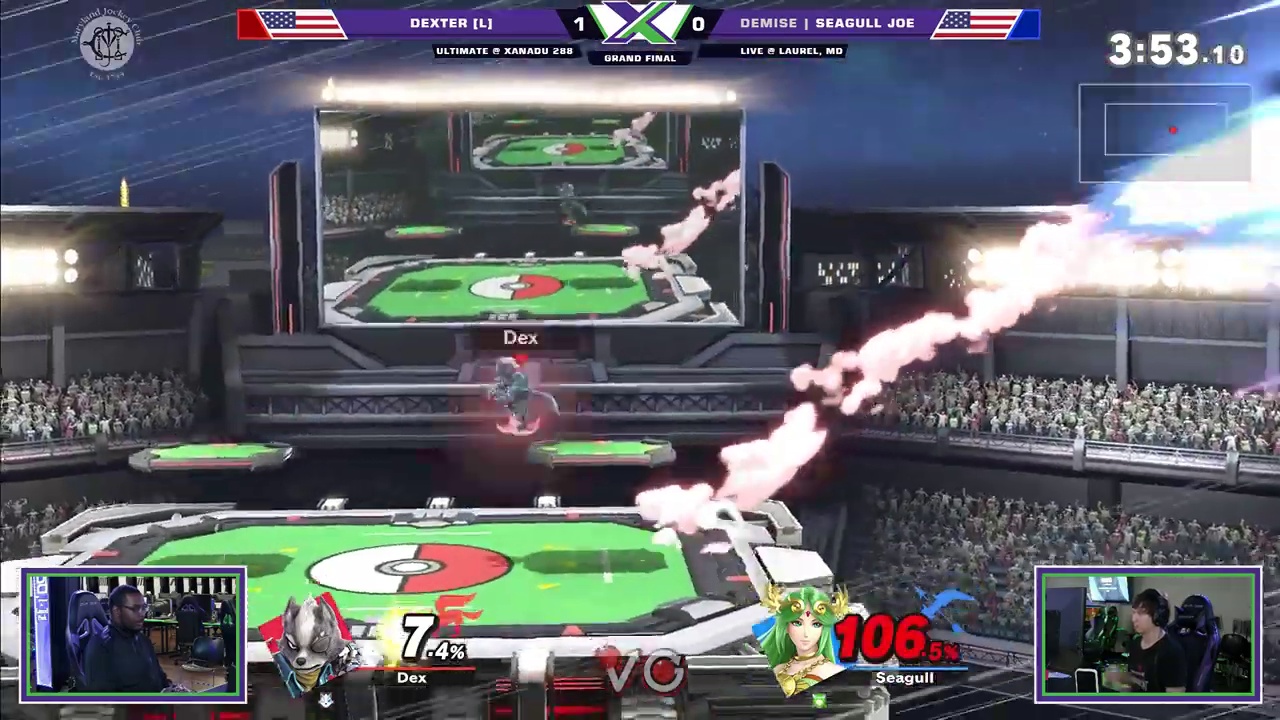 DEXTER [L]
1
0
DEMISE | SEAGULL JOE
ULTIMATE @ XANADU 288
GRAND FINAL
LIVE @ LAUREL, MD
3:53.10
Dex
7.4%
Dex
106.5%
Seagull